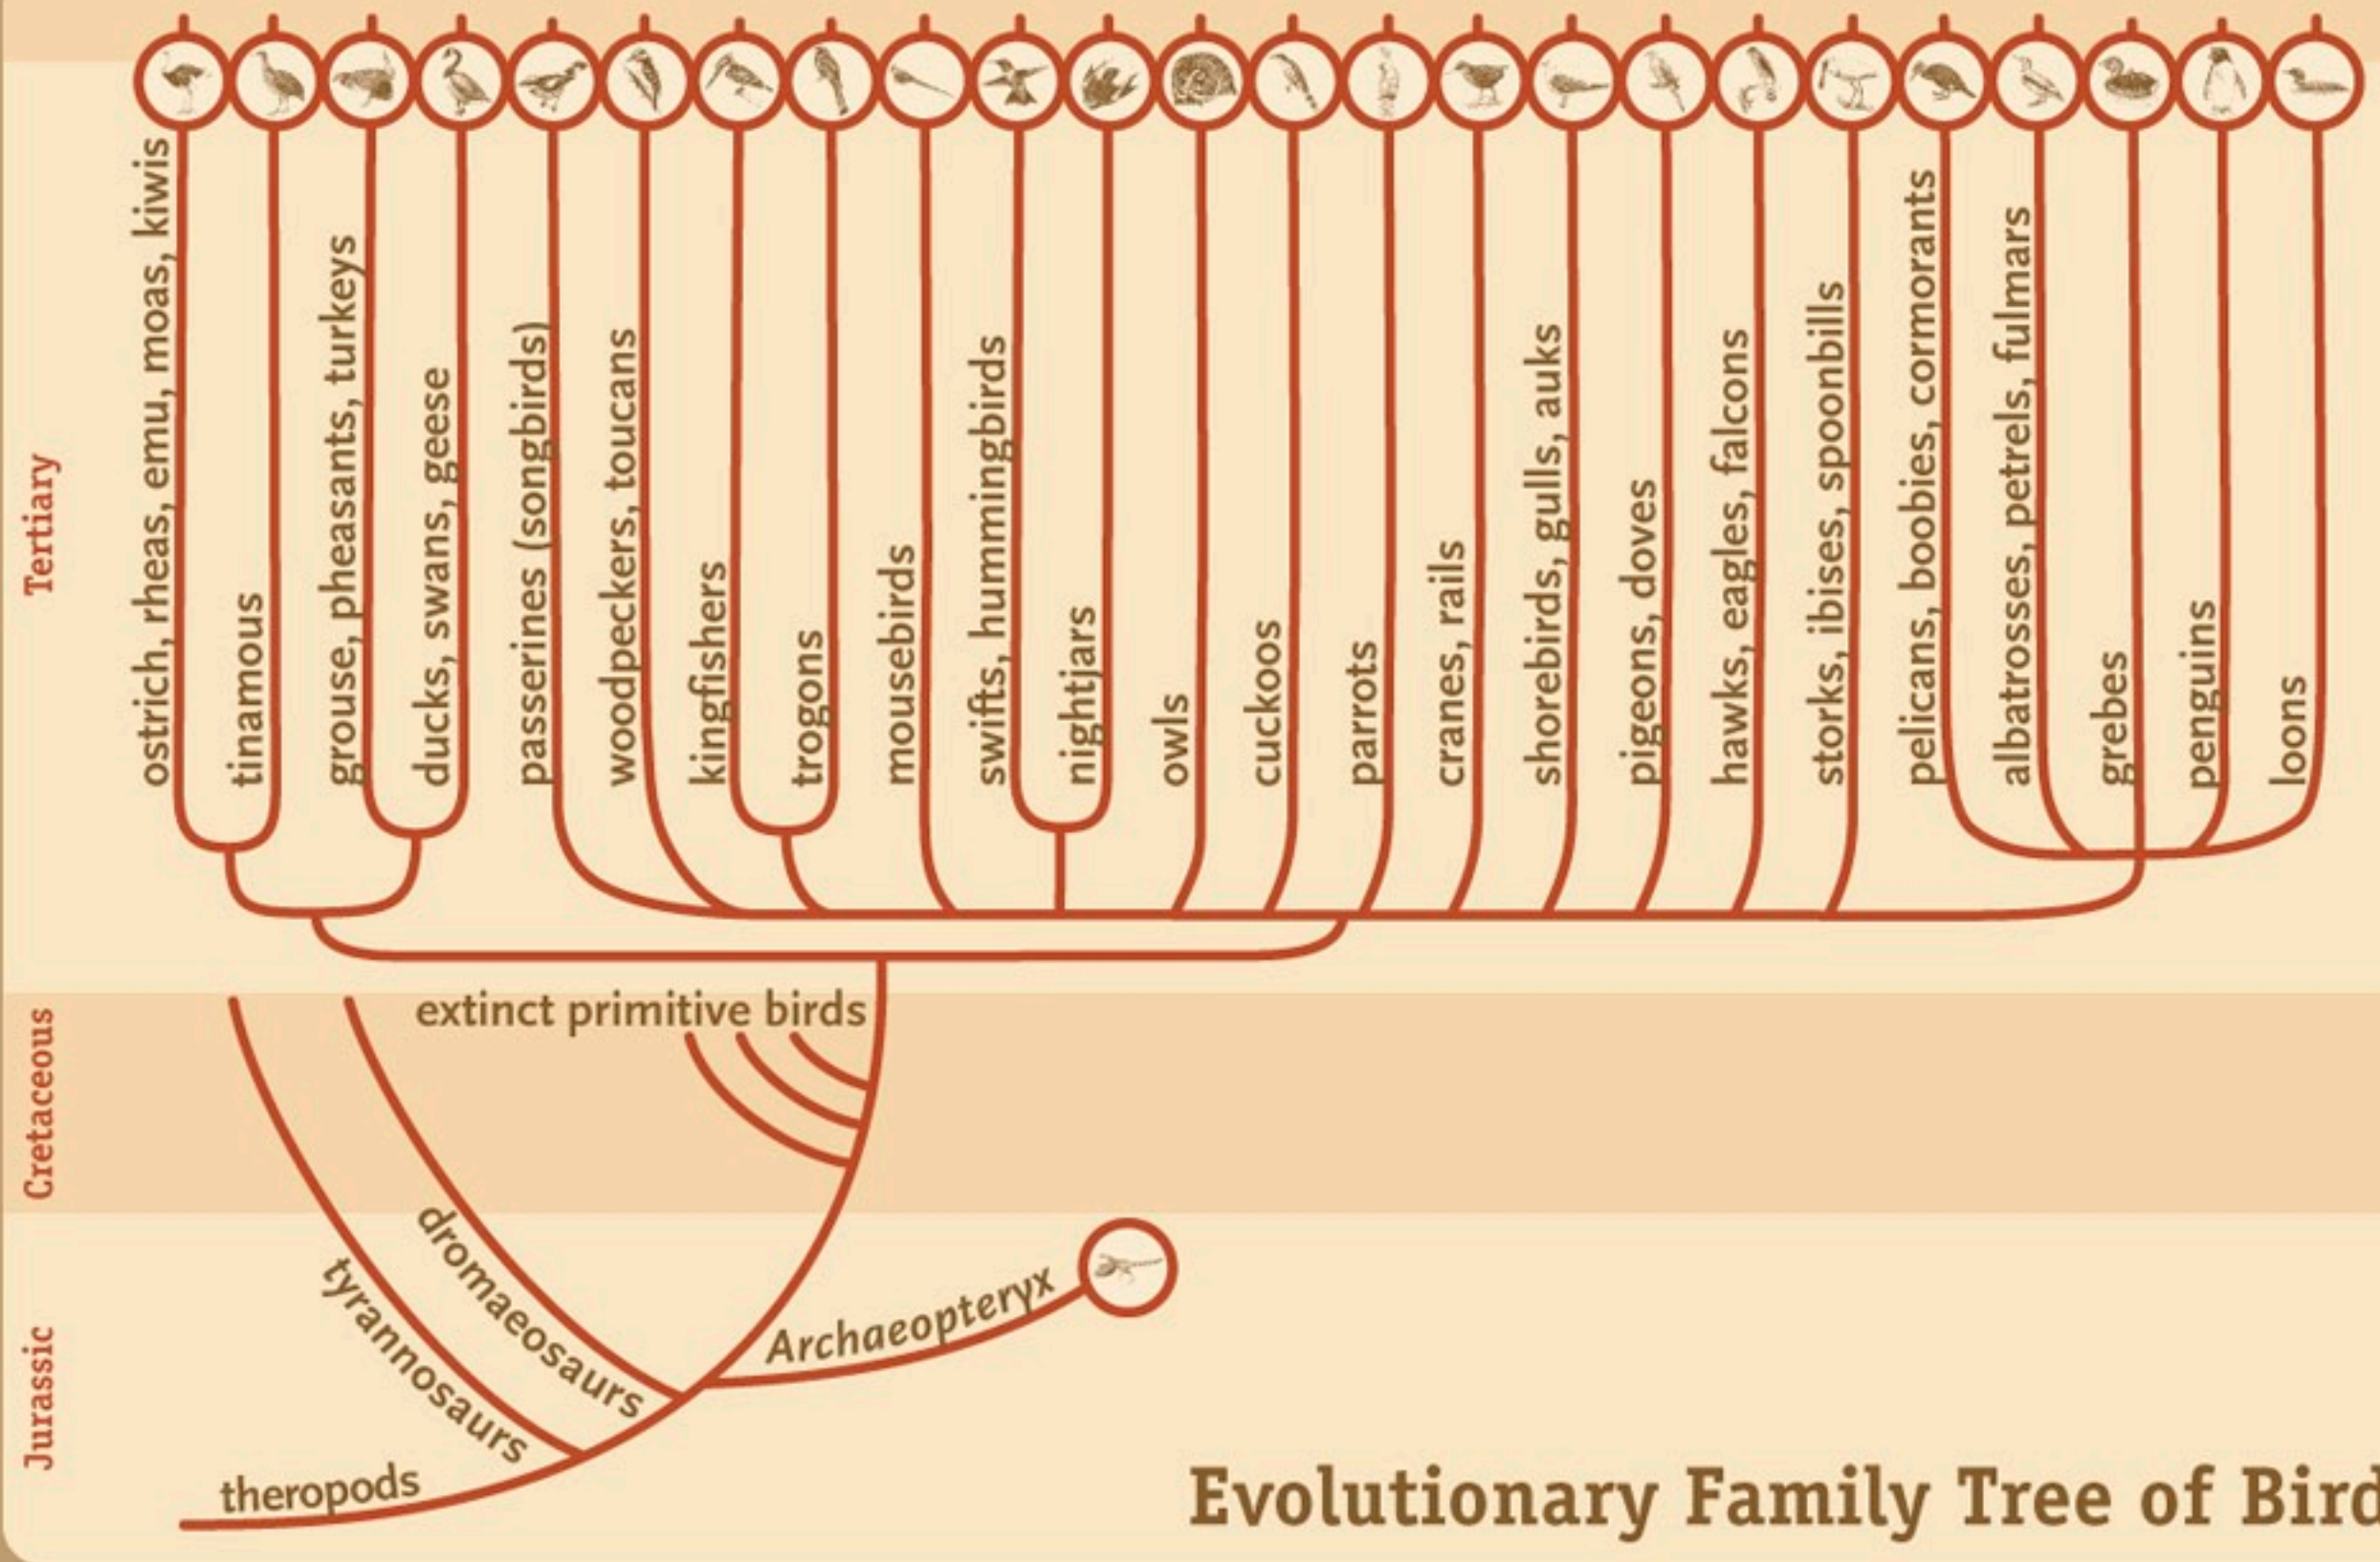 ostrich, rheas, emu, moas, kiwis
tinamous
grouse, pheasants, turkeys
ducks, swans, geese
passerines (songbirds)
woodpeckers, toucans
kingfishers
trogons
mousebirds
swifts, hummingbirds
nightjars
owls
cuckoos
parrots
cranes, rails
shorebirds, gulls, auks
pigeons, doves
hawks, eagles, falcons
storks, ibises, spoonbills
pelicans, boobies, cormorants
albatrosses, petrels, fulmars
grebes
penguins
loons
Tertiary
extinct primitive birds
Cretaceous
dromaeosaurs
tyrannosaurs
Archaeopteryx
Jurassic
theropods
Evolutionary Family Tree of Bird